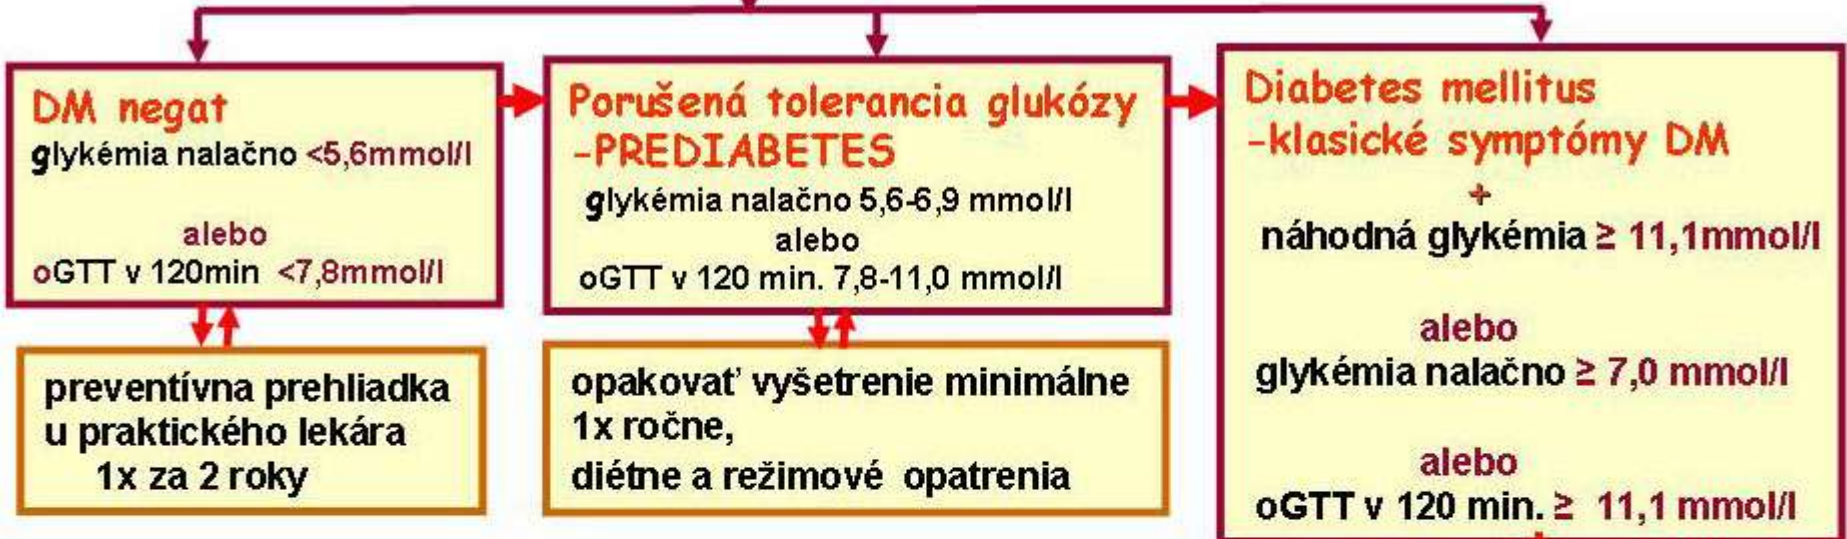 DM negat
glykémia nalačno <5,6mmol/l
alebo
oGTT v 120min <7,8mmol/l
preventívna prehliadka
u praktického lekára
1x za 2 roky
Porušená tolerancia glukózy
-PREDIABETES
glykémia nalačno 5,6-6,9 mmol/l
alebo
oGTT v 120 min. 7,8-11,0 mmol/l
opakovať vyšetrenie minimálne
1x ročne,
diétne a režimové opatrenia
Diabetes mellitus
-klasické symptómy DM
+
náhodná glykémia ≥ 11,1mmol/l
alebo
glykémia nalačno ≥ 7,0 mmol/l
alebo
oGTT v 120 min. ≥ 11,1 mmol/l